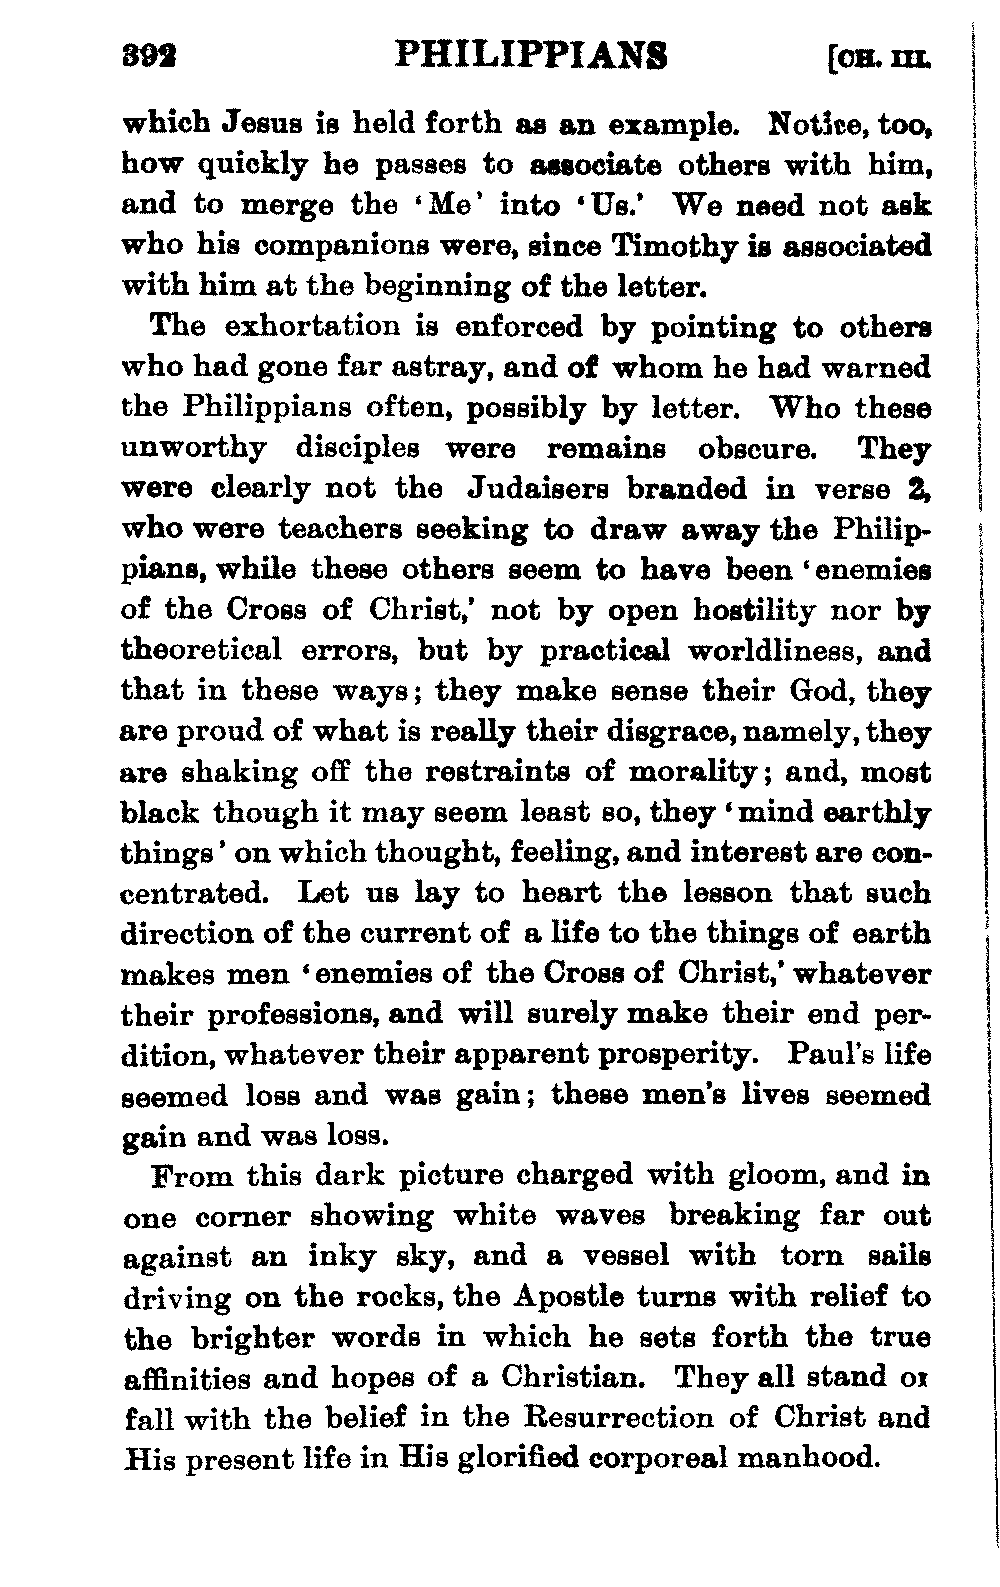 392 PHILIPPIANS [CH. III.
which Jesus is held forth as an example. Notice, too,
how quickly he passes to associate others with him,
and to merge the ‘Me’ into ‘Us.’ We need not ask
who his companions were, since Timothy is associated
with him at the beginning of the letter.
The exhortation is enforced by pointing to others
who had gone far astray, and of whom he had warned
the Philippians often, possibly by letter. Who these
unworthy disciples were remains obscure. They
were clearly not the Judaisers branded in verse 2,
who were teachers seeking to draw away the Philip-
pians, while these others seem to have been ‘enemies
of the Cross of Christ,’ not by open hostility nor by
theoretical errors, but by practical worldliness, and
that in these ways; they make sense their God, they
are proud of what is really their disgrace, namely, they
are shaking off the restraints of morality; and, most
black though it may seem least so, they ‘mind earthly
things’ on which thought, feeling, and interest are con-
centrated. Let us lay to heart the lesson that such
direction of the current of a life to the things of earth
makes men ‘enemies of the Cross of Christ,’ whatever
their professions, and will surely make their end per-
dition, whatever their apparent prosperity. Paul’s life
seemed loss and was gain; these men’s lives seemed
gain and was loss.
From this dark picture charged with gloom, and in
one corner showing white waves breaking far out
against an inky sky, and a vessel with torn sails
driving on the rocks, the Apostle turns with relief to
the brighter words in which he sets forth the true
affinities and hopes of a Christian. They all stand or
fall with the belief in the Resurrection of Christ and
His present life in His glorified corporeal manhood.